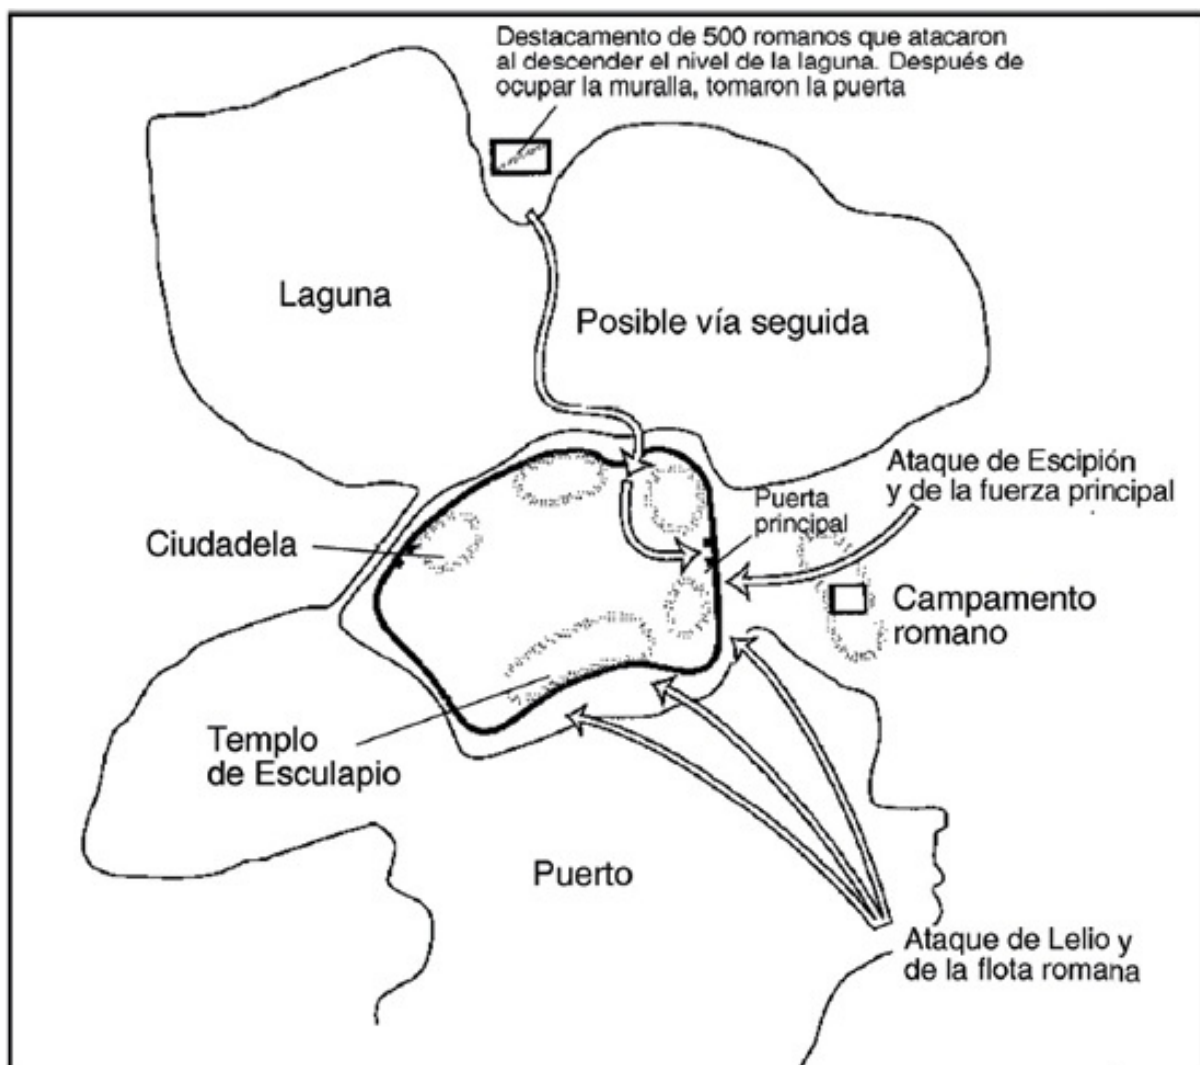 Destacamento de 500 romanos que atacaron
al descender el nivel de la laguna. Después de
ocupar la muralla, tomaron la puerta
Laguna
Posible vía seguida
Ataque de Escipión
y de la fuerza principal
Puerta
principal
Ciudadela
Campamento
romano
Templo
de Esculapio
Puerto
Ataque de Lelio y
de la flota romana